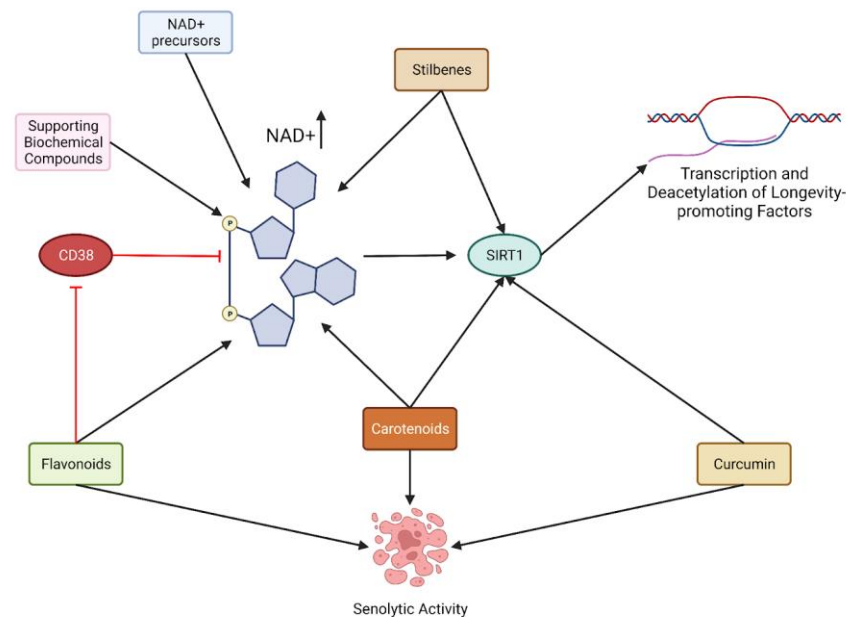 NAD+
precursors
Stilbenes
Supporting
Biochemical
Compounds
NAD+
P
Transcription and
Deacetylation of Longevity-
promoting Factors
CD38
SIRT1
P
Flavonoids
Carotenoids
Curcumin
Senolytic Activity